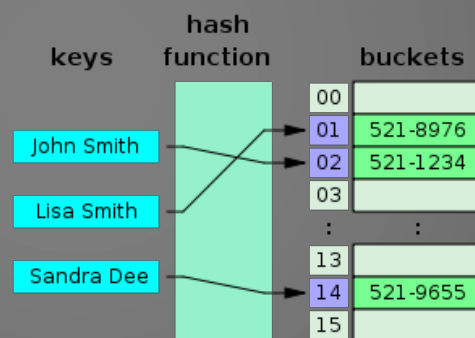 keys
hash
function
buckets
John Smith
Lisa Smith
Sandra Dee
00
01 521-8976
02 521-1234
03
: :
13
14 521-9655
15